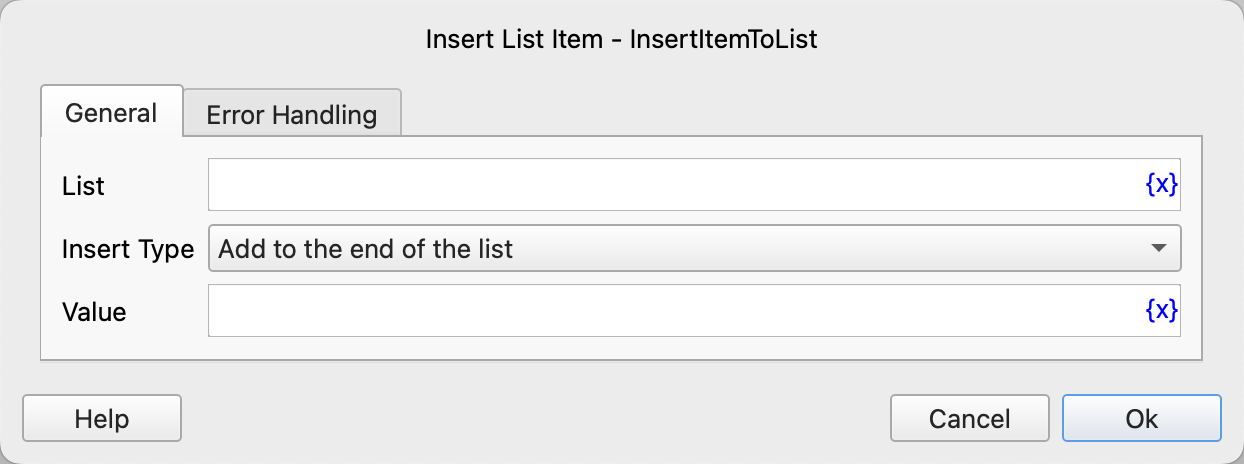 Insert List Item - InsertItemToList
General
Error Handling
List
{x}
Insert Type
Add to the end of the list
Value
{x}
Help
Cancel
Ok